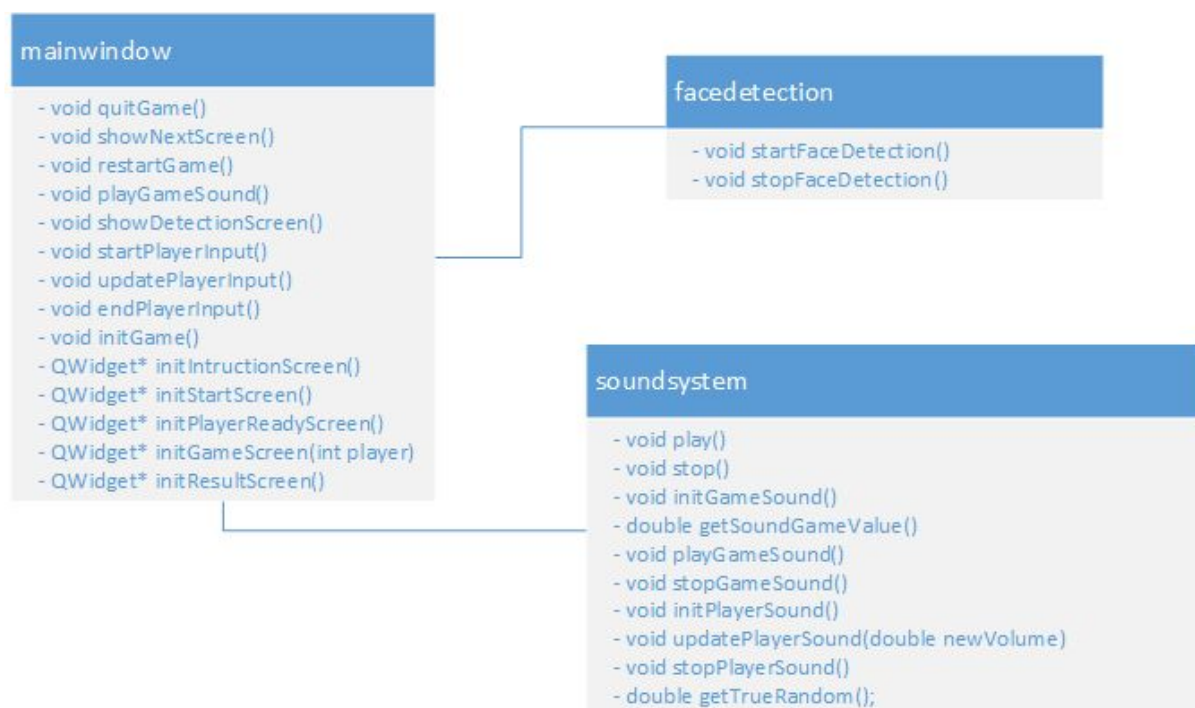 mainwindow
- void quitGame()
- void showNextScreen()
- void restartGame()
- void playGameSound()
- void showDetectionScreen()
- void startPlayerInput()
- void updatePlayerInput()
- void endPlayerInput()
- void initGame()
- QWidget* initIntructionScreen()
- QWidget* initStartScreen()
- QWidget* initPlayerReadyScreen()
- QWidget* initGameScreen(int player)
- QWidget* initResultScreen()
facedetection
- void startFaceDetection()
- void stopFaceDetection()
soundsystem
- void play()
- void stop()
- void initGameSound()
- double getSoundGameValue()
- void playGameSound()
- void stopGameSound()
- void initPlayerSound()
- void updatePlayerSound(double newVolume)
- void stopPlayerSound()
- double getTrueRandom();